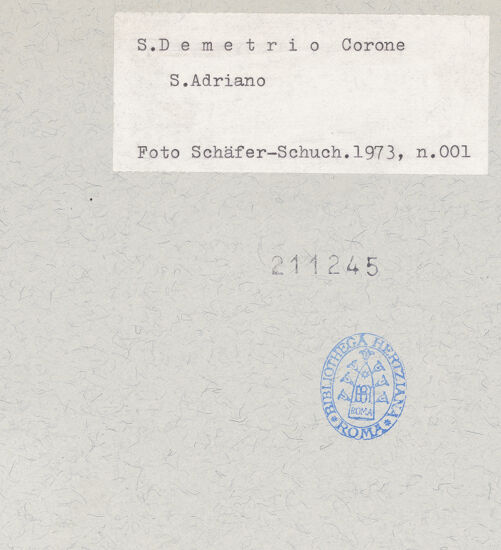 S.D e m e t r i o Corone
S.Adriano
Foto Schäfer-Schuch.1973, n.001
211245
BIBLIOTHECA HERTZIANA
ROMA
* ROMA *